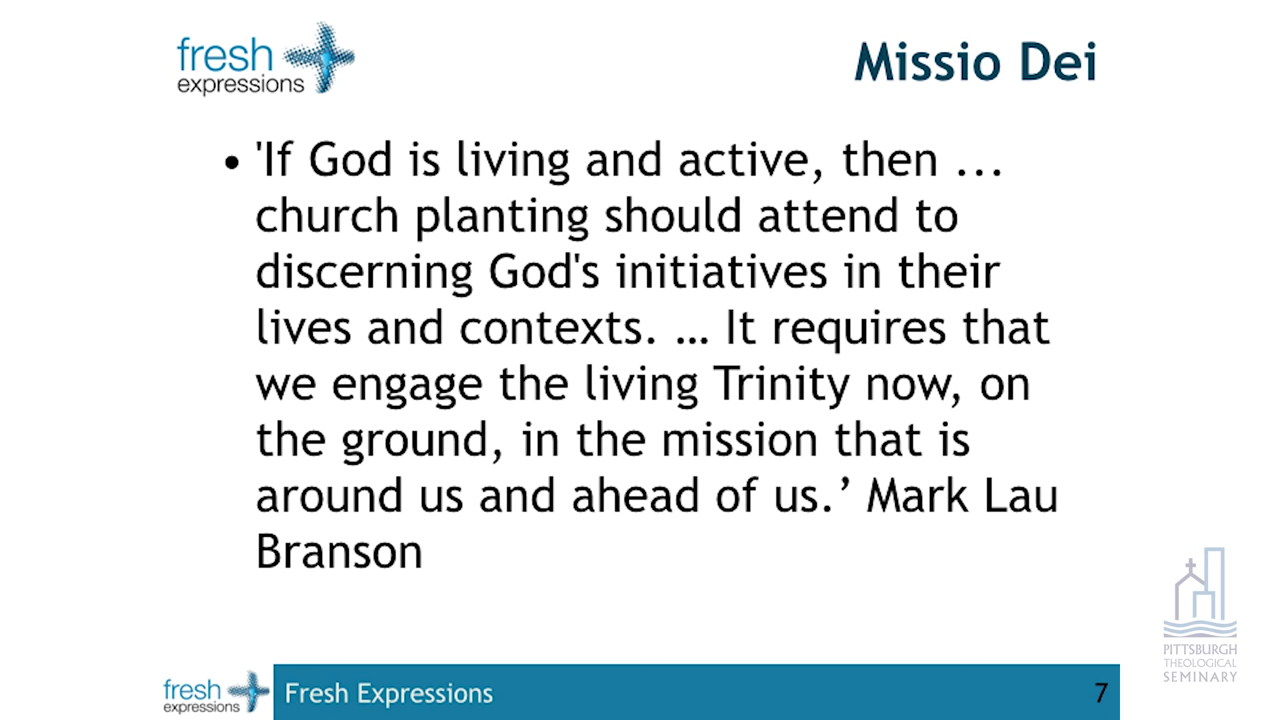 fresh
expressions
Missio Dei
• 'If God is living and active, then ...
church planting should attend to
discerning God's initiatives in their
lives and contexts. … It requires that
we engage the living Trinity now, on
the ground, in the mission that is
around us and ahead of us.’ Mark Lau
Branson
PITTSBURGH
THEOLOGICAL
SEMINARY
fresh
expressions
Fresh Expressions
7